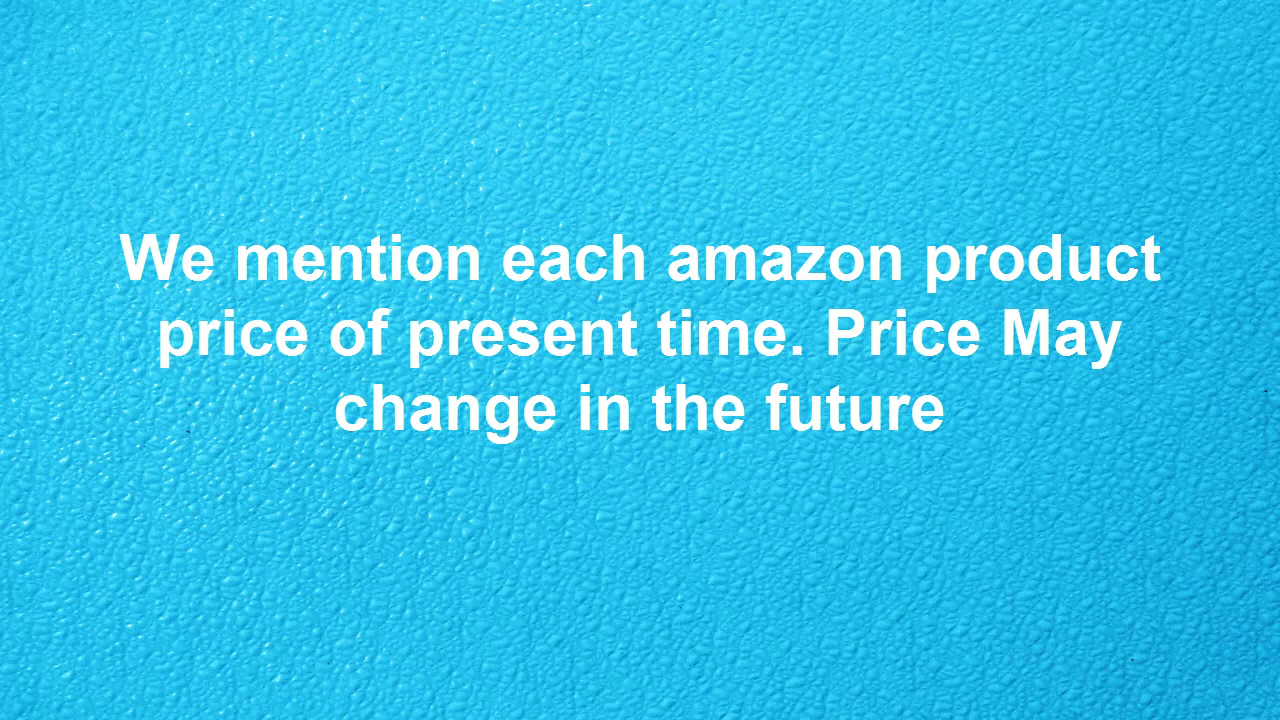 We mention each amazon product
price of present time. Price May
change in the future